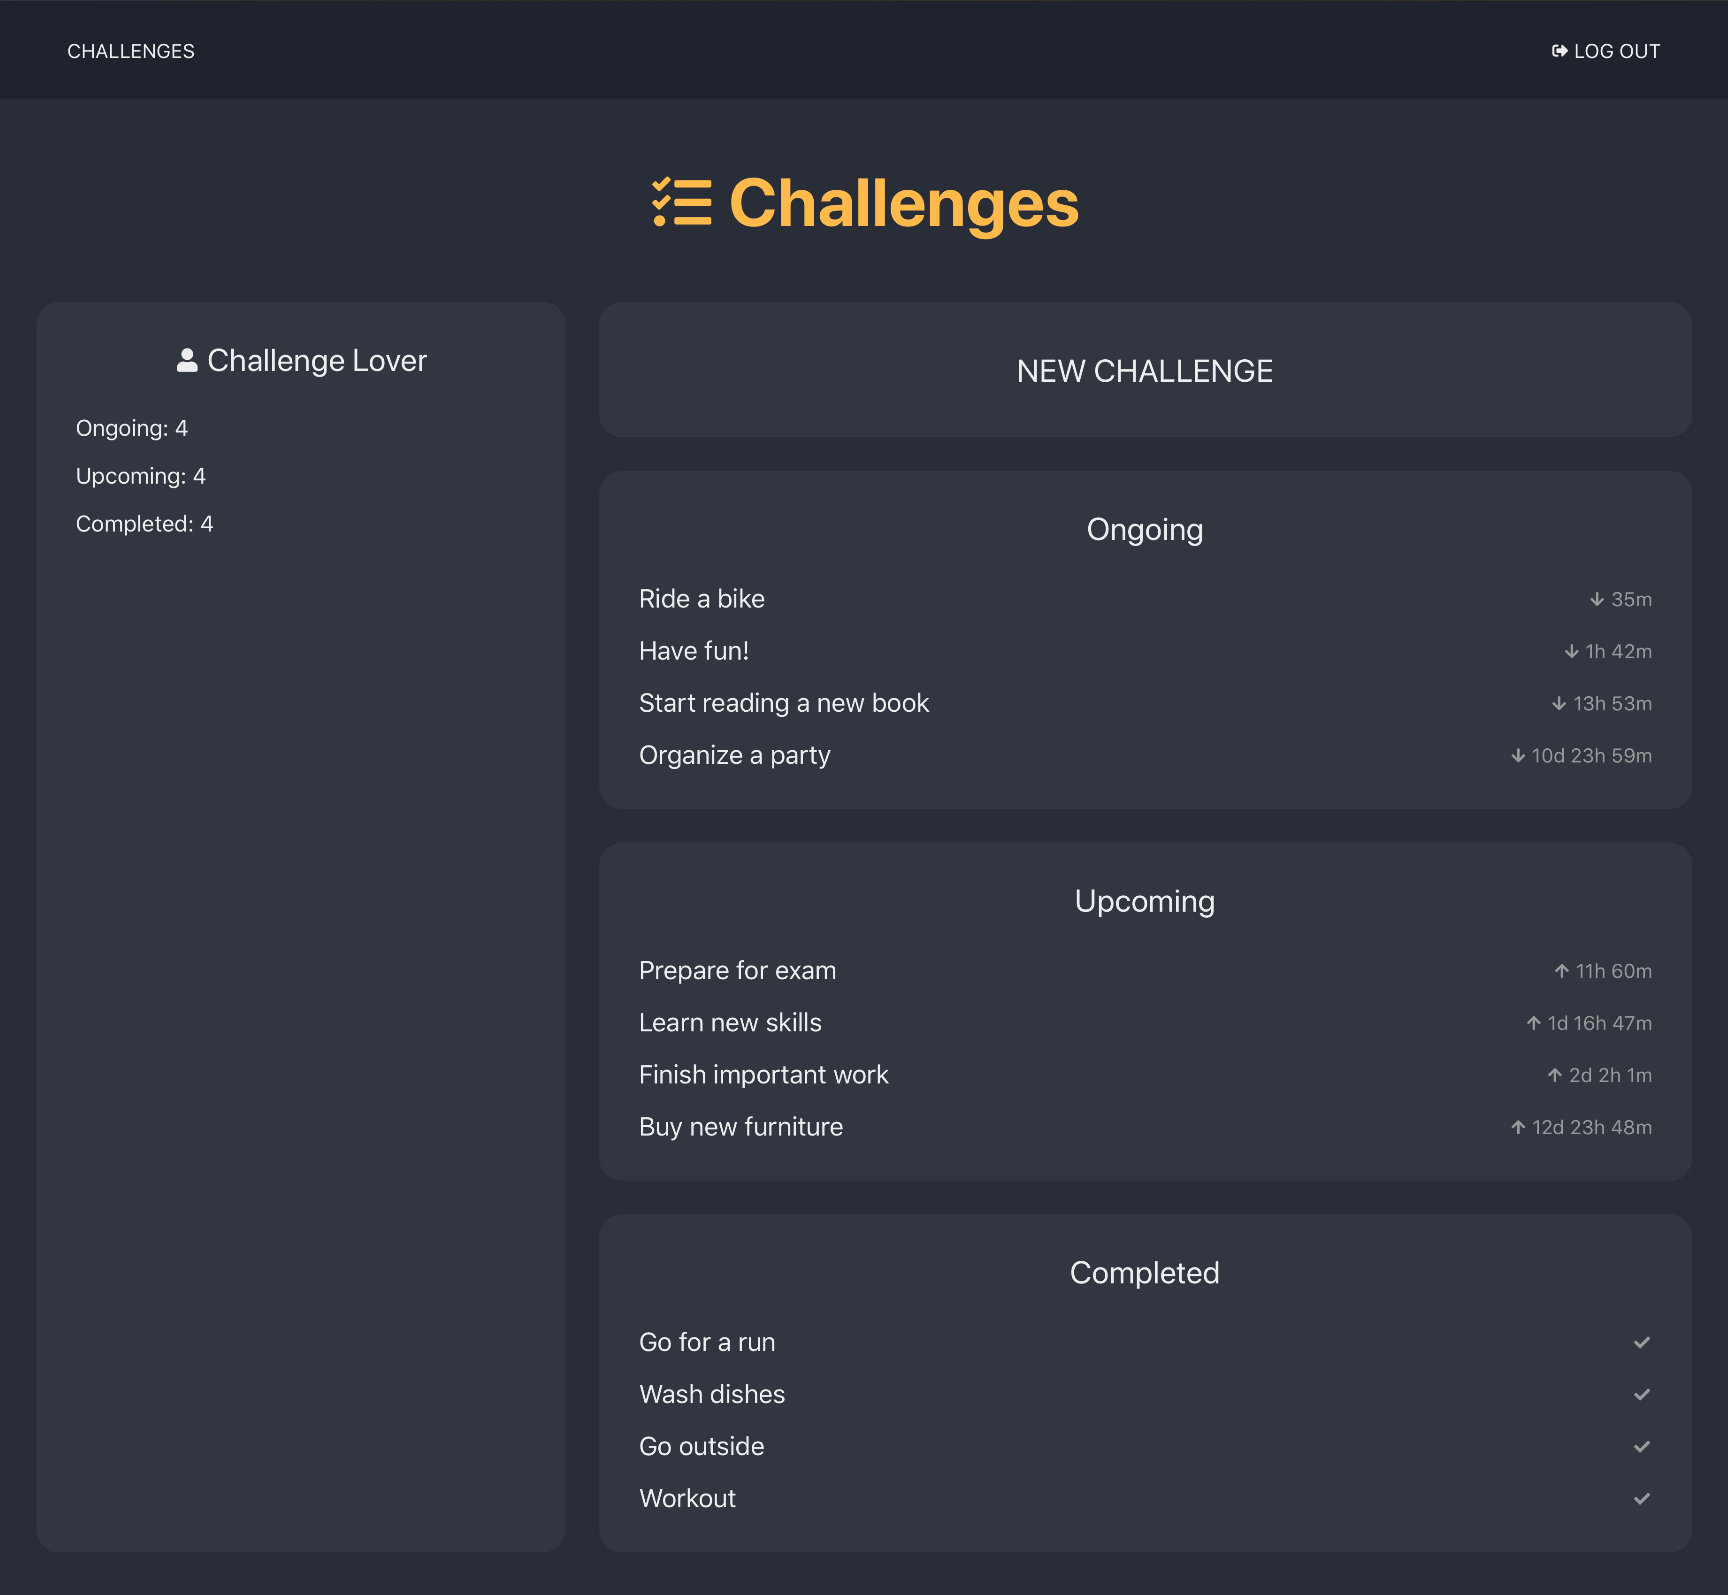 CHALLENGES
LOG OUT
Challenges
Challenge Lover
Ongoing: 4
Upcoming: 4
Completed: 4
NEW CHALLENGE
Ongoing
Ride a bike 35m
Have fun! 1h 42m
Start reading a new book 13h 53m
Organize a party 10d 23h 59m
Upcoming
Prepare for exam 11h 60m
Learn new skills 1d 16h 47m
Finish important work 2d 2h 1m
Buy new furniture 12d 23h 48m
Completed
Go for a run
Wash dishes
Go outside
Workout